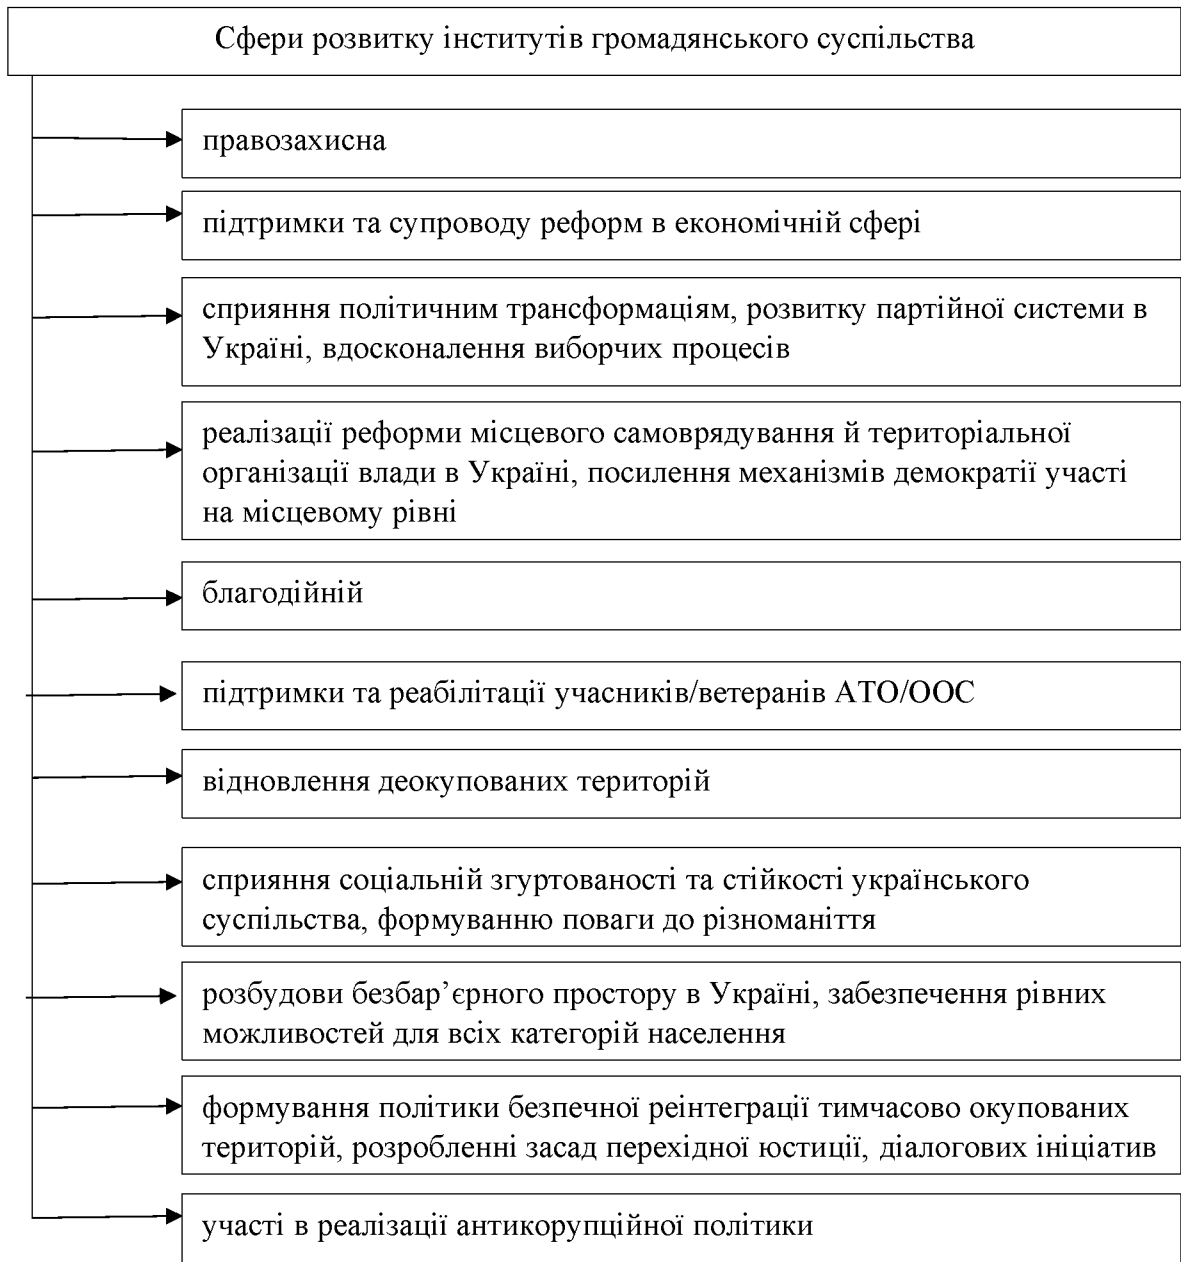 Сфери розвитку інститутів громадянського суспільства
правозахисна
підтримки та супроводу реформ в економічній сфері
сприяння політичним трансформаціям, розвитку партійної системи в
Україні, вдосконалення виборчих процесів
реалізації реформи місцевого самоврядування й територіальної
організації влади в Україні, посилення механізмів демократії участі
на місцевому рівні
благодійній
підтримки та реабілітації учасників/ветеранів АТО/ООС
відновлення деокупованих територій
сприяння соціальній згуртованості та стійкості українського
суспільства, формуванню поваги до різноманіття
розбудови безбар’єрного простору в Україні, забезпечення рівних
можливостей для всіх категорій населення
формування політики безпечної реінтеграції тимчасово окупованих
територій, розробленні засад перехідної юстиції, діалогових ініціатив
участі в реалізації антикорупційної політики